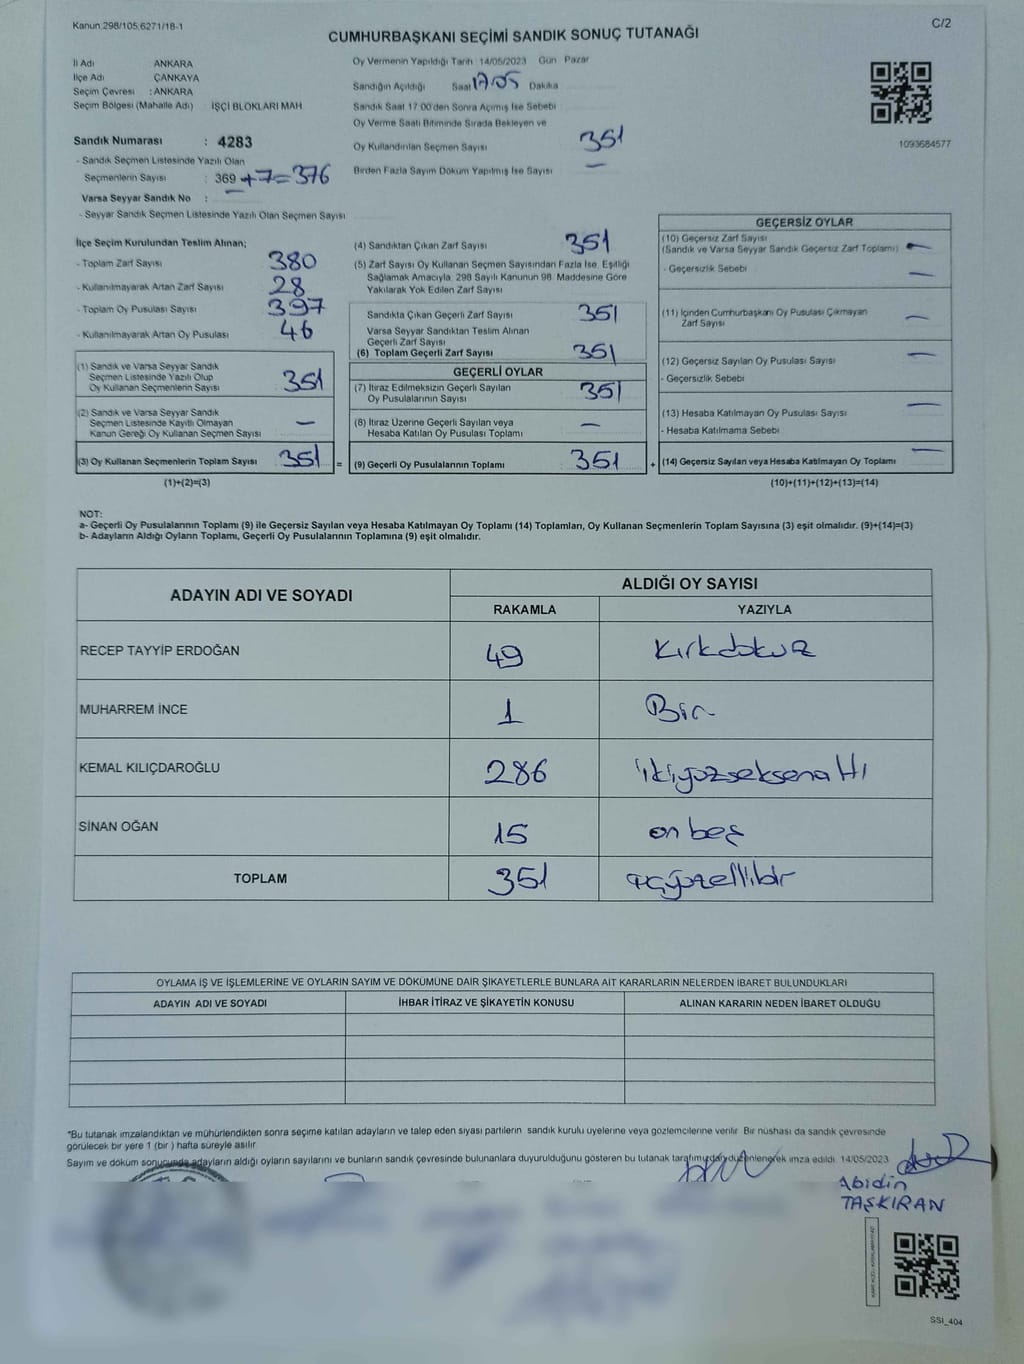 Kanun:298/105,6271/18-1
C/2
CUMHURBAŞKANI SEÇİMİ SANDIK SONUÇ TUTANAĞI
İl Adı ANKARA
İlçe Adı ÇANKAYA
Seçim Çevresi : ANKARA
Seçim Bölgesi (Mahalle Adı) İŞÇİ BLOKLARI MAH
Sandık Numarası : 4283
- Sandık Seçmen Listesinde Yazılı Olan
Seçmenlerin Sayısı : 369 +7=376
Varsa Seyyar Sandık No :
- Seyyar Sandık Seçmen Listesinde Yazılı Olan Seçmen Sayısı
Oy Vermenin Yapıldığı Tarih 14/05/2023 Gün Pazar
Sandığın Açıldığı Saat 17:05 Dakika
Sandık Saat 17:00'den Sonra Açımış İse Sebebi
Oy Verme Saati Bitiminde Sırada Bekleyen ve
Oy Kullandırılan Seçmen Sayısı 351
Birden Fazla Sayım Döküm Yapılmış İse Sayısı —
1093684577
İlçe Seçim Kurulundan Teslim Alınan;
- Toplam Zarf Sayısı 380
- Kullanılmayarak Artan Zarf Sayısı 28
- Toplam Oy Pusulası Sayısı 397
- Kullanılmayarak Artan Oy Pusulası 46
(1) Sandık ve Varsa Seyyar Sandık
Seçmen Listesinde Yazılı Olup
Oy Kullanan Seçmenlerin Sayısı 351
(2) Sandık ve Varsa Seyyar Sandık
Seçmen Listesinde Kayıtlı Olmayan
Kanun Gereği Oy Kullanan Seçmen Sayısı —
(3) Oy Kullanan Seçmenlerin Toplam Sayısı 351 =
(1)+(2)=(3)
(4) Sandıktan Çıkan Zarf Sayısı 351
(5) Zarf Sayısı Oy Kullanan Seçmen Sayısından Fazla İse, Eşitliği
Sağlamak Amacıyla, 298 Sayılı Kanunun 98. Maddesine Göre
Yakılarak Yok Edilen Zarf Sayısı
Sandıkta Çıkan Geçerli Zarf Sayısı 351
Varsa Seyyar Sandıktan Teslim Alınan
Geçerli Zarf Sayısı
(6) Toplam Geçerli Zarf Sayısı 351
GEÇERLİ OYLAR
(7) İtiraz Edilmeksizin Geçerli Sayılan
Oy Pusulalarının Sayısı 351
(8) İtiraz Üzerine Geçerli Sayılan veya
Hesaba Katılan Oy Pusulası Toplamı —
(9) Geçerli Oy Pusulalarının Toplamı 351 +
GEÇERSİZ OYLAR
(10) Geçersiz Zarf Sayısı
(Sandık ve Varsa Seyyar Sandık Geçersiz Zarf Toplamı) —
- Geçersizlik Sebebi —
(11) İçinden Cumhurbaşkanı Oy Pusulası Çıkmayan
Zarf Sayısı —
(12) Geçersiz Sayılan Oy Pusulası Sayısı —
- Geçersizlik Sebebi
(13) Hesaba Katılmayan Oy Pusulası Sayısı —
- Hesaba Katılmama Sebebi
(14) Geçersiz Sayılan veya Hesaba Katılmayan Oy Toplamı —
(10)+(11)+(12)+(13)=(14)
NOT:
a- Geçerli Oy Pusulalarının Toplamı (9) ile Geçersiz Sayılan veya Hesaba Katılmayan Oy Toplamı (14) Toplamları, Oy Kullanan Seçmenlerin Toplam Sayısına (3) eşit olmalıdır. (9)+(14)=(3)
b- Adayların Aldığı Oyların Toplamı, Geçerli Oy Pusulalarının Toplamına (9) eşit olmalıdır.
ADAYIN ADI VE SOYADI ALDIĞI OY SAYISI
RAKAMLA YAZIYLA
RECEP TAYYİP ERDOĞAN 49 Kırkdokuz
MUHARREM İNCE 1 Bir
KEMAL KILIÇDAROĞLU 286 ikiyüzseksenaltı
SİNAN OĞAN 15 on beş
TOPLAM 351 üçyüzellibir
OYLAMA İŞ VE İŞLEMLERİNE VE OYLARIN SAYIM VE DÖKÜMÜNE DAİR ŞİKAYETLERLE BUNLARA AİT KARARLARIN NELERDEN İBARET BULUNDUKLARI
ADAYIN ADI VE SOYADI İHBAR İTİRAZ VE ŞİKAYETİN KONUSU ALINAN KARARIN NEDEN İBARET OLDUĞU
"Bu tutanak imzalandıktan ve mühürlendikten sonra seçime katılan adayların ve talep eden siyasi partilerin sandık kurulu üyelerine veya gözlemcilerine verilir. Bir nüshası da sandık çevresinde
görülecek bir yere 1 (bir ) hafta süreyle asılır.
Sayım ve döküm sonucunda adayların aldığı oyların sayılarını ve bunların sandık çevresinde bulunanlara duyurulduğunu gösteren bu tutanak tarafımızdan düzenlenerek imza edildi. 14/05/2023
Abidin
TAŞKIRAN
SSI_404